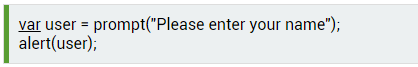 var user = prompt("Please enter your name");
alert(user);